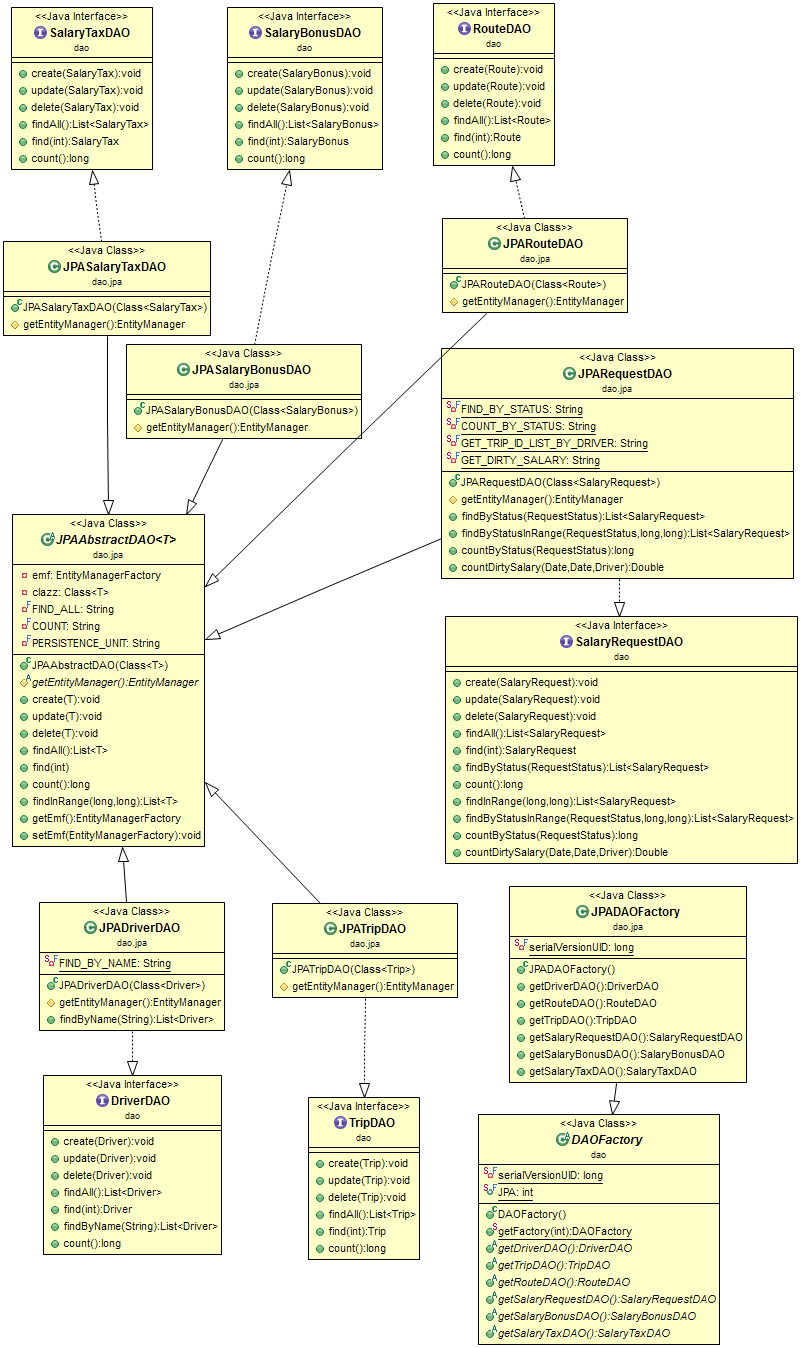 <<Java Interface>>
SalaryTaxDAO
dao
create(SalaryTax):void
update(SalaryTax):void
delete(SalaryTax):void
findAll():List<SalaryTax>
find(int):SalaryTax
count():long
<<Java Interface>>
SalaryBonusDAO
dao
create(SalaryBonus):void
update(SalaryBonus):void
delete(SalaryBonus):void
findAll():List<SalaryBonus>
find(int):SalaryBonus
count():long
<<Java Interface>>
RouteDAO
dao
create(Route):void
update(Route):void
delete(Route):void
findAll():List<Route>
find(int):Route
count():long
<<Java Class>>
JPASalaryTaxDAO
dao.jpa
JPASalaryTaxDAO(Class<SalaryTax>)
getEntityManager():EntityManager
<<Java Class>>
JPARouteDAO
dao.jpa
JPARouteDAO(Class<Route>)
getEntityManager():EntityManager
<<Java Class>>
JPASalaryBonusDAO
dao.jpa
JPASalaryBonusDAO(Class<SalaryBonus>)
getEntityManager():EntityManager
<<Java Class>>
JPARequestDAO
dao.jpa
FIND_BY_STATUS: String
COUNT_BY_STATUS: String
GET_TRIP_ID_LIST_BY_DRIVER: String
GET_DIRTY_SALARY: String
JPARequestDAO(Class<SalaryRequest>)
getEntityManager():EntityManager
findByStatus(RequestStatus):List<SalaryRequest>
findByStatusInRange(RequestStatus,long,long):List<SalaryRequest>
countByStatus(RequestStatus):long
countDirtySalary(Date,Date,Driver):Double
<<Java Class>>
JPAAbstractDAO<T>
dao.jpa
emf: EntityManagerFactory
clazz: Class<T>
FIND_ALL: String
COUNT: String
PERSISTENCE_UNIT: String
JPAAbstractDAO(Class<T>)
getEntityManager():EntityManager
create(T):void
update(T):void
delete(T):void
findAll():List<T>
find(int)
count():long
findInRange(long,long):List<T>
getEmf():EntityManagerFactory
setEmf(EntityManagerFactory):void
<<Java Interface>>
SalaryRequestDAO
dao
create(SalaryRequest):void
update(SalaryRequest):void
delete(SalaryRequest):void
findAll():List<SalaryRequest>
find(int):SalaryRequest
findByStatus(RequestStatus):List<SalaryRequest>
count():long
findInRange(long,long):List<SalaryRequest>
findByStatusInRange(RequestStatus,long,long):List<SalaryRequest>
countByStatus(RequestStatus):long
countDirtySalary(Date,Date,Driver):Double
<<Java Class>>
JPADriverDAO
dao.jpa
FIND_BY_NAME: String
JPADriverDAO(Class<Driver>)
getEntityManager():EntityManager
findByName(String):List<Driver>
<<Java Class>>
JPATripDAO
dao.jpa
JPATripDAO(Class<Trip>)
getEntityManager():EntityManager
<<Java Class>>
JPADAOFactory
dao.jpa
serialVersionUID: long
JPADAOFactory()
getDriverDAO():DriverDAO
getRouteDAO():RouteDAO
getTripDAO():TripDAO
getSalaryRequestDAO():SalaryRequestDAO
getSalaryBonusDAO():SalaryBonusDAO
getSalaryTaxDAO():SalaryTaxDAO
<<Java Interface>>
DriverDAO
dao
create(Driver):void
update(Driver):void
delete(Driver):void
findAll():List<Driver>
find(int):Driver
findByName(String):List<Driver>
count():long
<<Java Interface>>
TripDAO
dao
create(Trip):void
update(Trip):void
delete(Trip):void
findAll():List<Trip>
find(int):Trip
count():long
<<Java Class>>
DAOFactory
dao
serialVersionUID: long
JPA: int
DAOFactory()
getFactory(int):DAOFactory
getDriverDAO():DriverDAO
getTripDAO():TripDAO
getRouteDAO():RouteDAO
getSalaryRequestDAO():SalaryRequestDAO
getSalaryBonusDAO():SalaryBonusDAO
getSalaryTaxDAO():SalaryTaxDAO